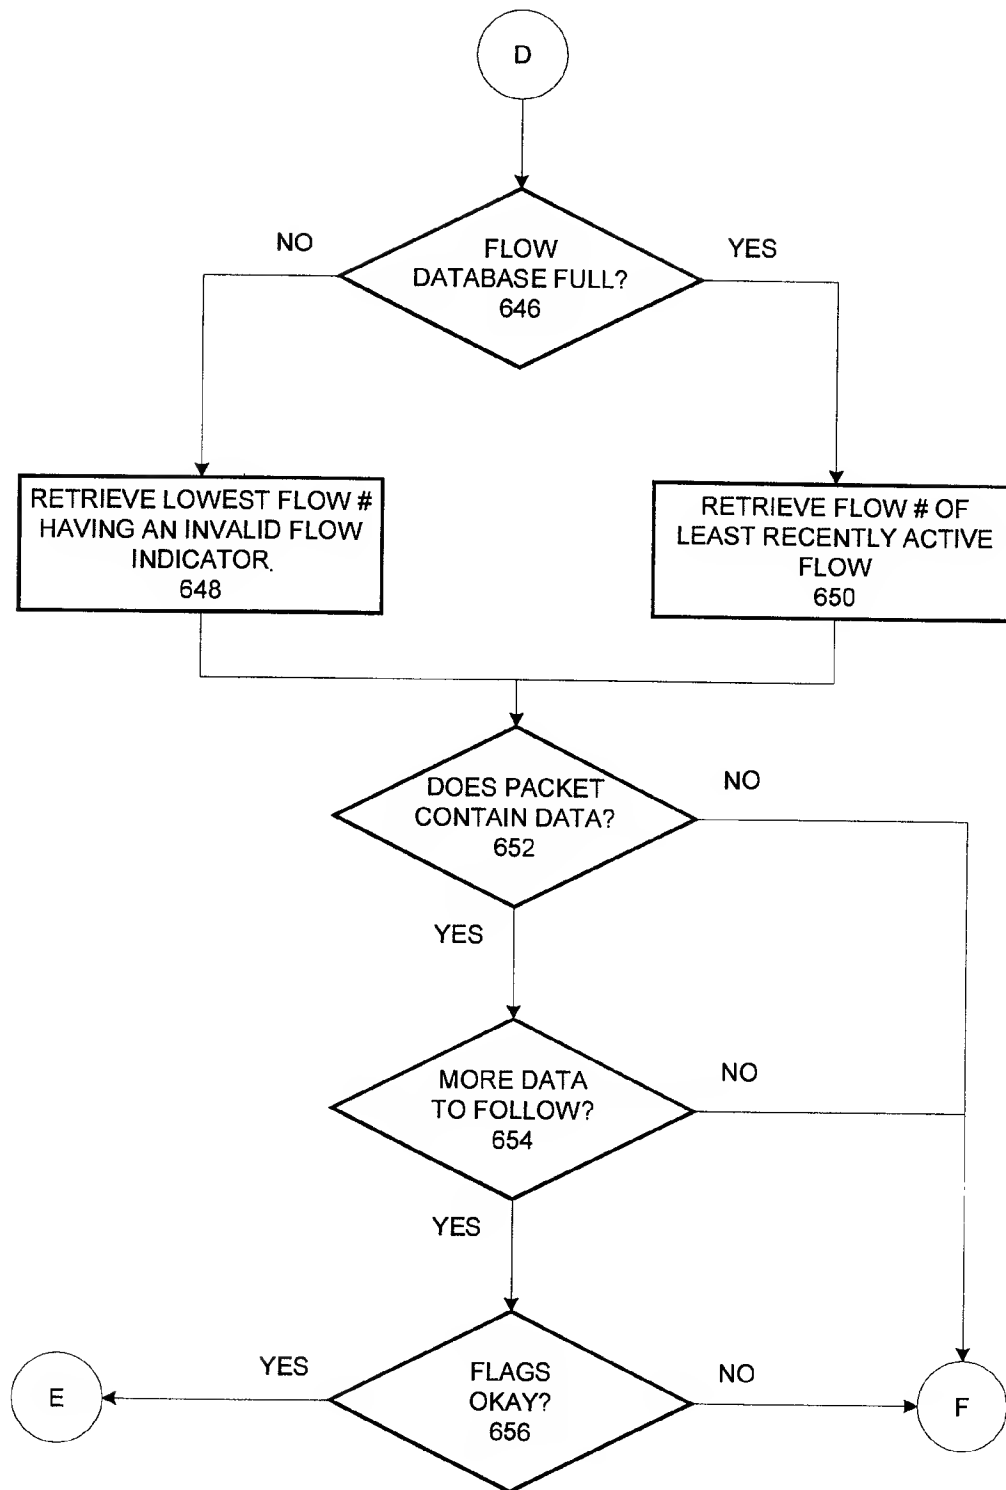 D
NO
YES
FLOW
DATABASE FULL?
646
RETRIEVE LOWEST FLOW #
HAVING AN INVALID FLOW
INDICATOR.
648
RETRIEVE FLOW # OF
LEAST RECENTLY ACTIVE
FLOW
650
DOES PACKET
CONTAIN DATA?
652
NO
YES
MORE DATA
TO FOLLOW?
654
NO
YES
FLAGS
OKAY?
656
YES
NO
E
F